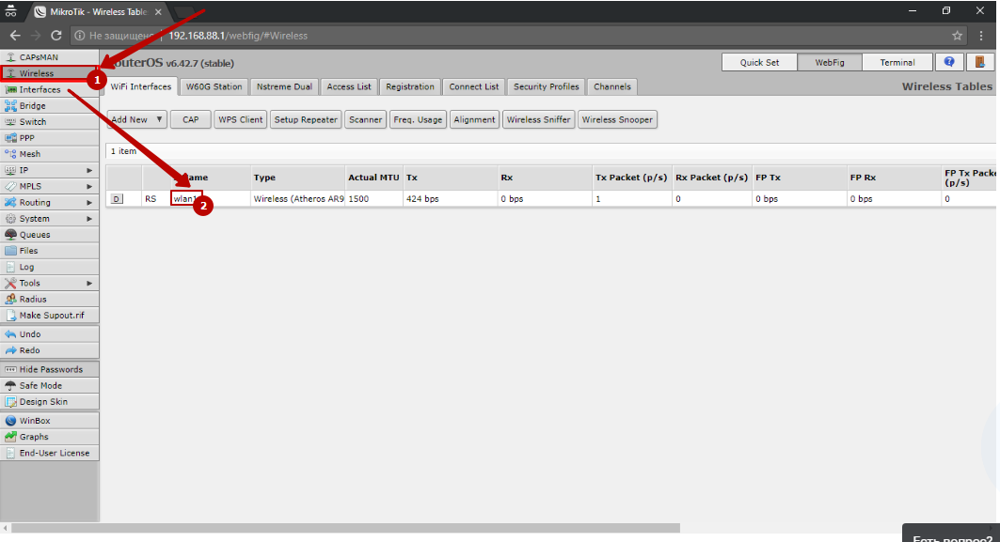 MikroTik - Wireless Table
Не защищено | 192.168.88.1/webfig/#Wireless
CAPsMAN
Wireless
1
Interfaces
Bridge
Switch
PPP
Mesh
IP
MPLS
Routing
System
Queues
Files
Log
Tools
Radius
Make Supout.rif
Undo
Redo
Hide Passwords
Safe Mode
Design Skin
WinBox
Graphs
End-User License
outerOS v6.42.7 (stable)
Quick Set WebFig Terminal
WiFi Interfaces W60G Station Nstreme Dual Access List Registration Connect List Security Profiles Channels Wireless Tables
Add New ▼ CAP WPS Client Setup Repeater Scanner Freq. Usage Alignment Wireless Sniffer Wireless Snooper
1 item
ame Type Actual MTU Tx Rx Tx Packet (p/s) Rx Packet (p/s) FP Tx FP Rx FP Tx Packe
(p/s)
D RS wlan1 Wireless (Atheros AR9 1500 424 bps 0 bps 1 0 0 bps 0 bps 0
2
Есть вопрос?